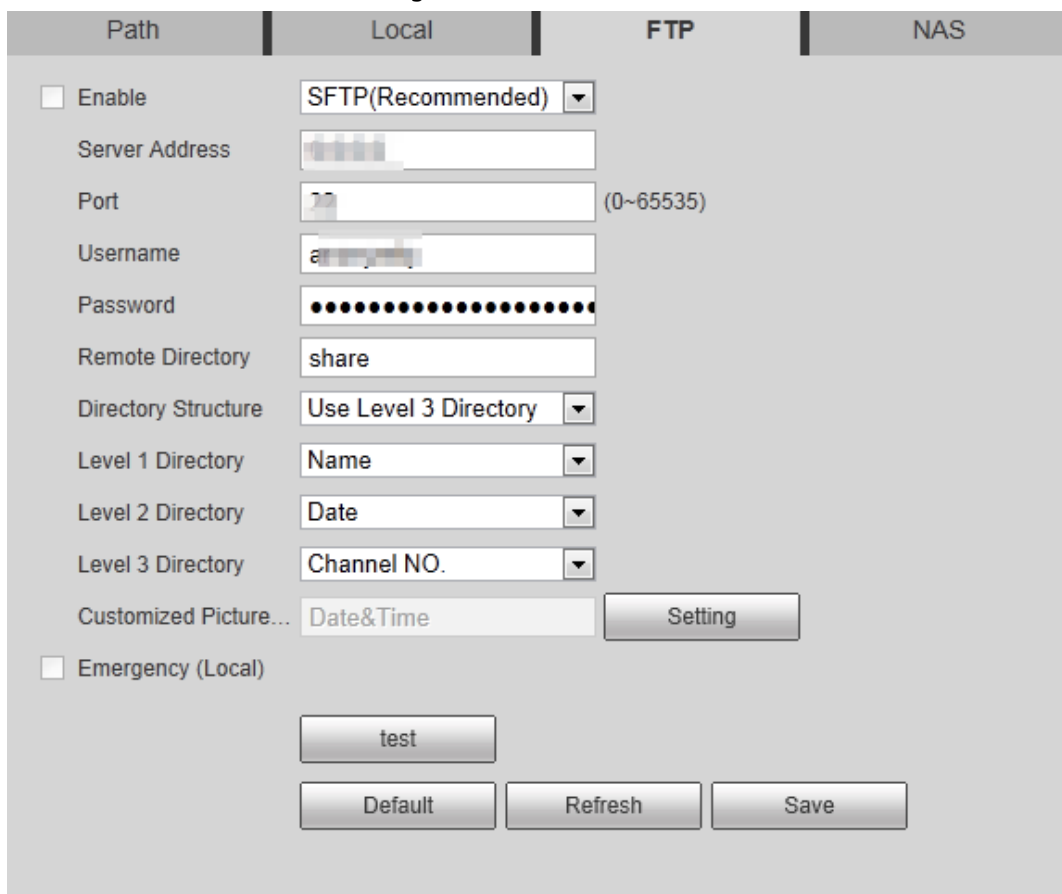 Path Local FTP NAS
Enable SFTP(Recommended)
Server Address
Port (0~65535)
Username
Password
Remote Directory share
Directory Structure Use Level 3 Directory
Level 1 Directory Name
Level 2 Directory Date
Level 3 Directory Channel NO.
Customized Picture... Date&Time Setting
Emergency (Local)
test
Default Refresh Save